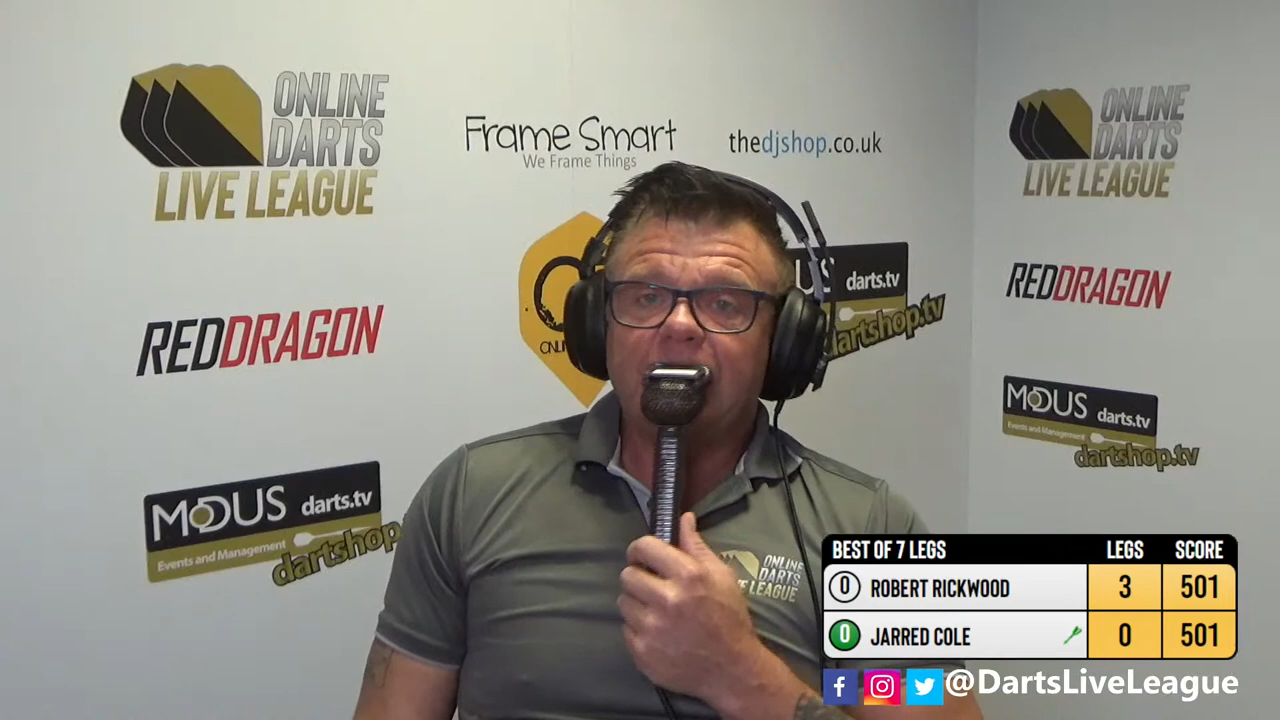 ONLINE
DARTS
LIVE LEAGUE
Frame Smart
We Frame Things
thedjshop.co.uk
ONLINE
DARTS
LIVE LEAGUE
REDDRAGON
REDDRAGON
US darts.tv
dartshop.tv
MODUS darts.tv
Events and Management
dartshop.tv
MODUS darts.tv
Events and Management
dartshop
ONLINE
DARTS
LEAGUE
BEST OF 7 LEGS LEGS SCORE
0 ROBERT RICKWOOD 3 501
0 JARRED COLE 0 501
@DartsLiveLeague